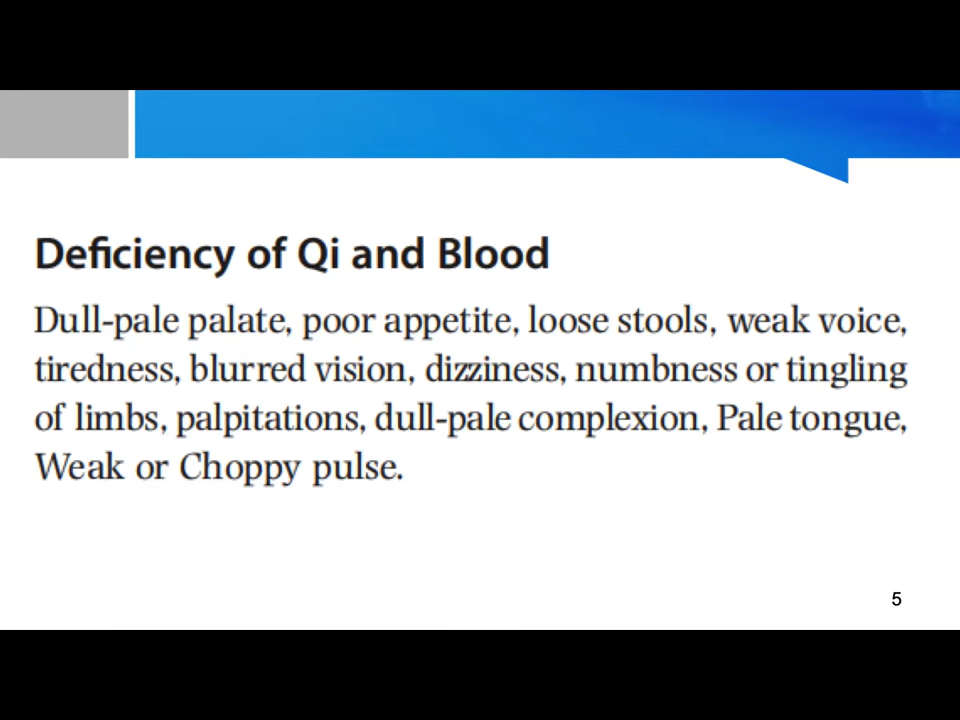 Deficiency of Qi and Blood
Dull-pale palate, poor appetite, loose stools, weak voice,
tiredness, blurred vision, dizziness, numbness or tingling
of limbs, palpitations, dull-pale complexion, Pale tongue,
Weak or Choppy pulse.
5